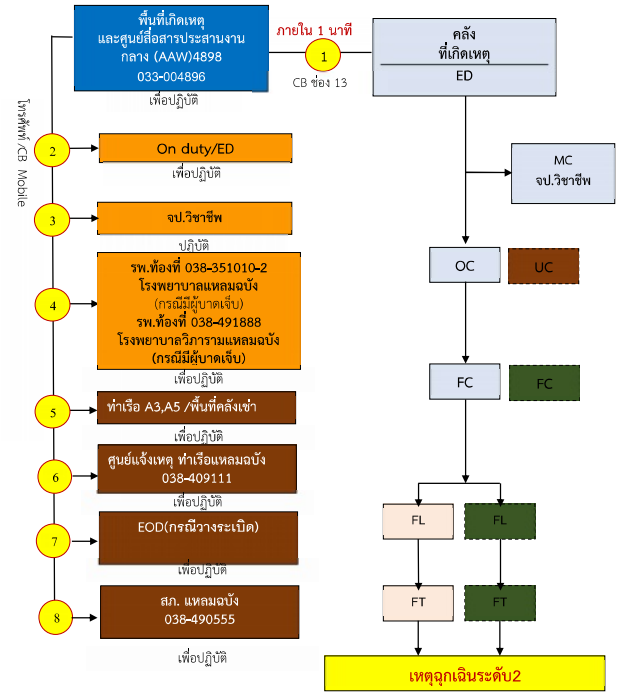 พื้นที่เกิดเหตุ
และศูนย์สื่อสารประสานงาน
กลาง (AAW)4898
033-004896
เพื่อปฏิบัติ
ภายใน 1 นาที
1
CB ช่อง 13
คลัง
ที่เกิดเหตุ
ED
โทรศัพท์ /CB Mobile
2
On duty/ED
เพื่อปฏิบัติ
MC
จป.วิชาชีพ
3
จป.วิชาชีพ
ปฏิบัติ
4
รพ.ท้องที่ 038-351010-2
โรงพยาบาลแหลมฉบัง
(กรณีมีผู้บาดเจ็บ)
รพ.ท้องที่ 038-491888
โรงพยาบาลวิภารามแหลมฉบัง
(กรณีมีผู้บาดเจ็บ)
เพื่อปฏิบัติ
OC
UC
5
ท่าเรือ A3,A5 /พื้นที่คลังเช่า
เพื่อปฏิบัติ
FC
FC
6
ศูนย์แจ้งเหตุ ท่าเรือแหลมฉบัง
038-409111
เพื่อปฏิบัติ
7
EOD(กรณีวางระเบิด)
เพื่อปฏิบัติ
FL
FL
8
สภ. แหลมฉบัง
038-490555
เพื่อปฏิบัติ
FT
FT
เหตุฉุกเฉินระดับ2